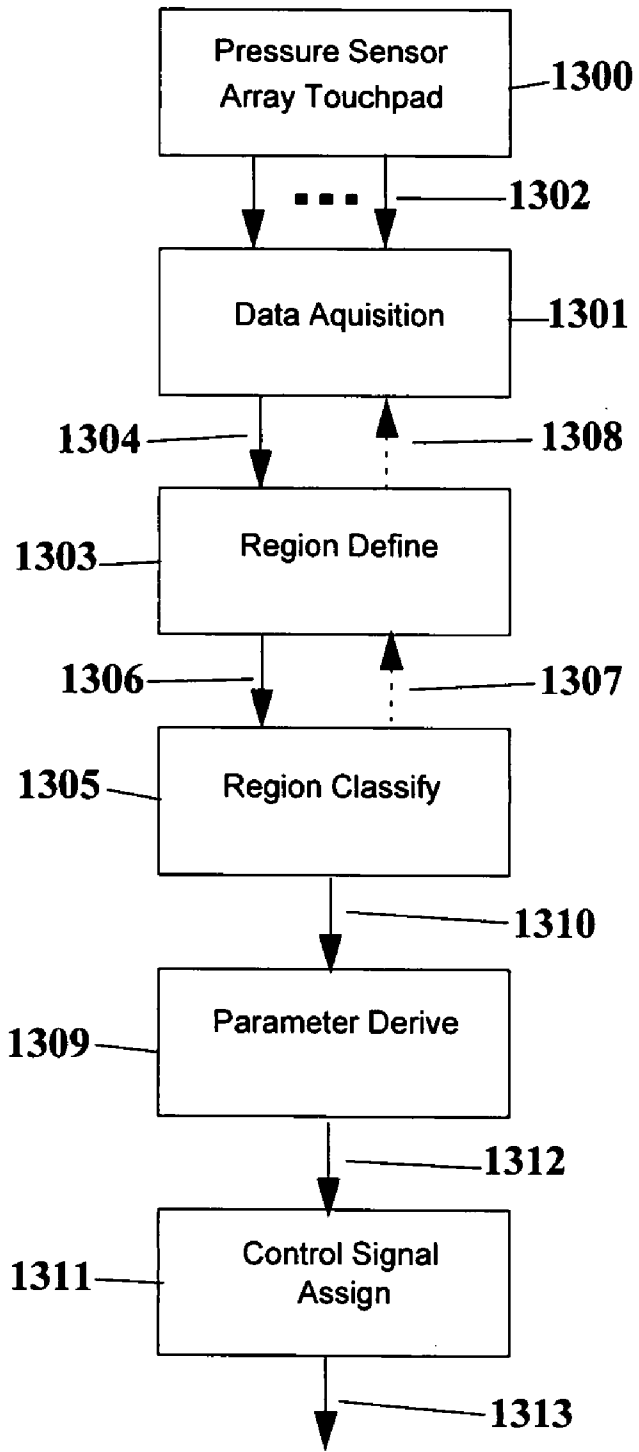 Pressure Sensor
Array Touchpad
1300
1302
Data Aquisition
1301
1304
1308
Region Define
1303
1306
1307
Region Classify
1305
1310
Parameter Derive
1309
1312
Control Signal
Assign
1311
1313